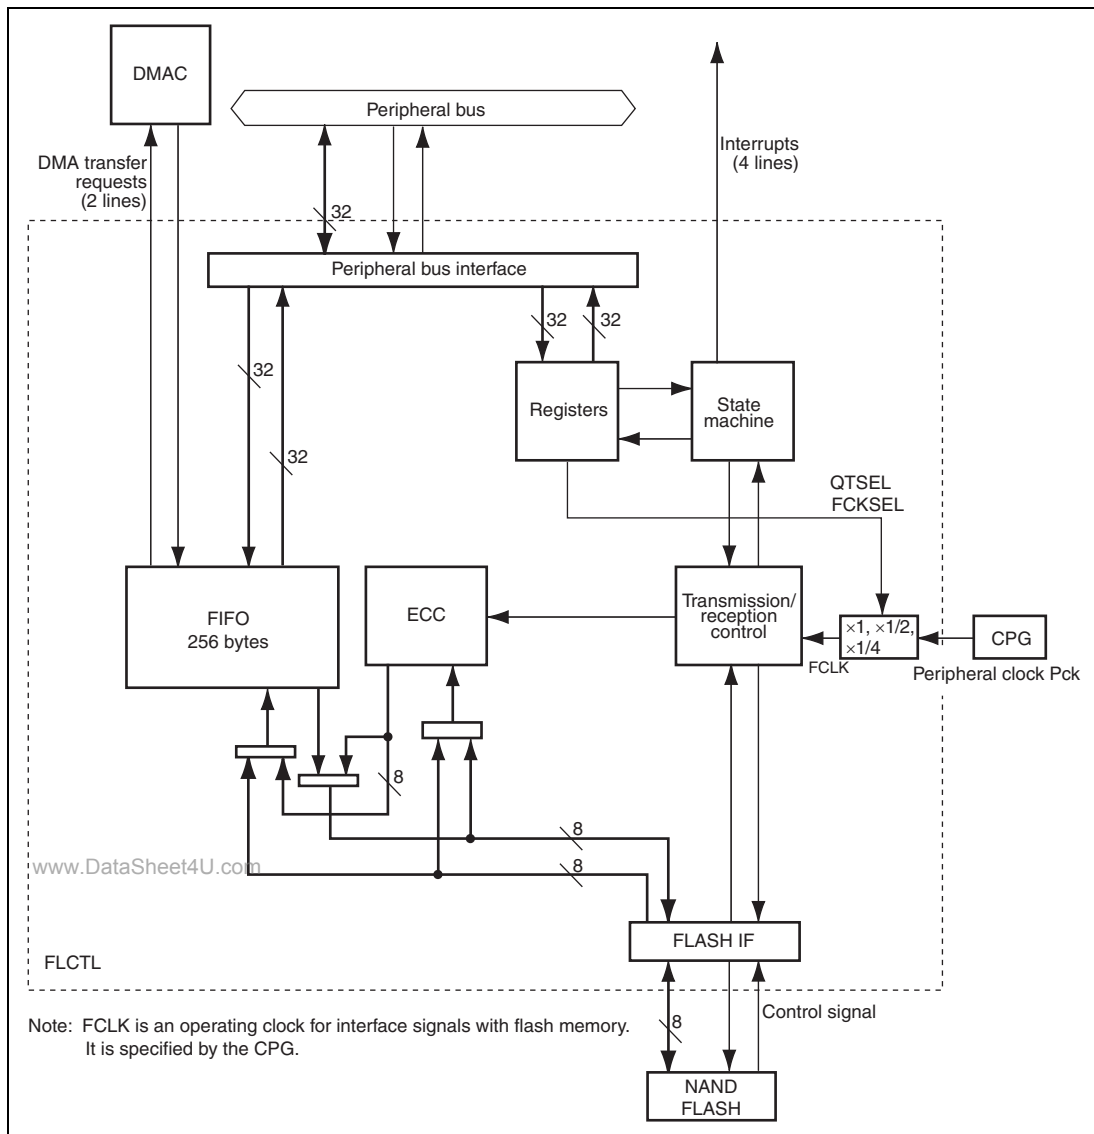 DMAC
Peripheral bus
DMA transfer
requests
(2 lines)
Interrupts
(4 lines)
32
Peripheral bus interface
32
32
32
32
Registers
State
machine
QTSEL
FCKSEL
FIFO
256 bytes
ECC
Transmission/
reception
control
×1, ×1/2,
×1/4
CPG
FCLK
Peripheral clock Pck
8
8
8
www.DataSheet4U.com
FLASH IF
FLCTL
Control signal
8
Note: FCLK is an operating clock for interface signals with flash memory.
It is specified by the CPG.
NAND
FLASH